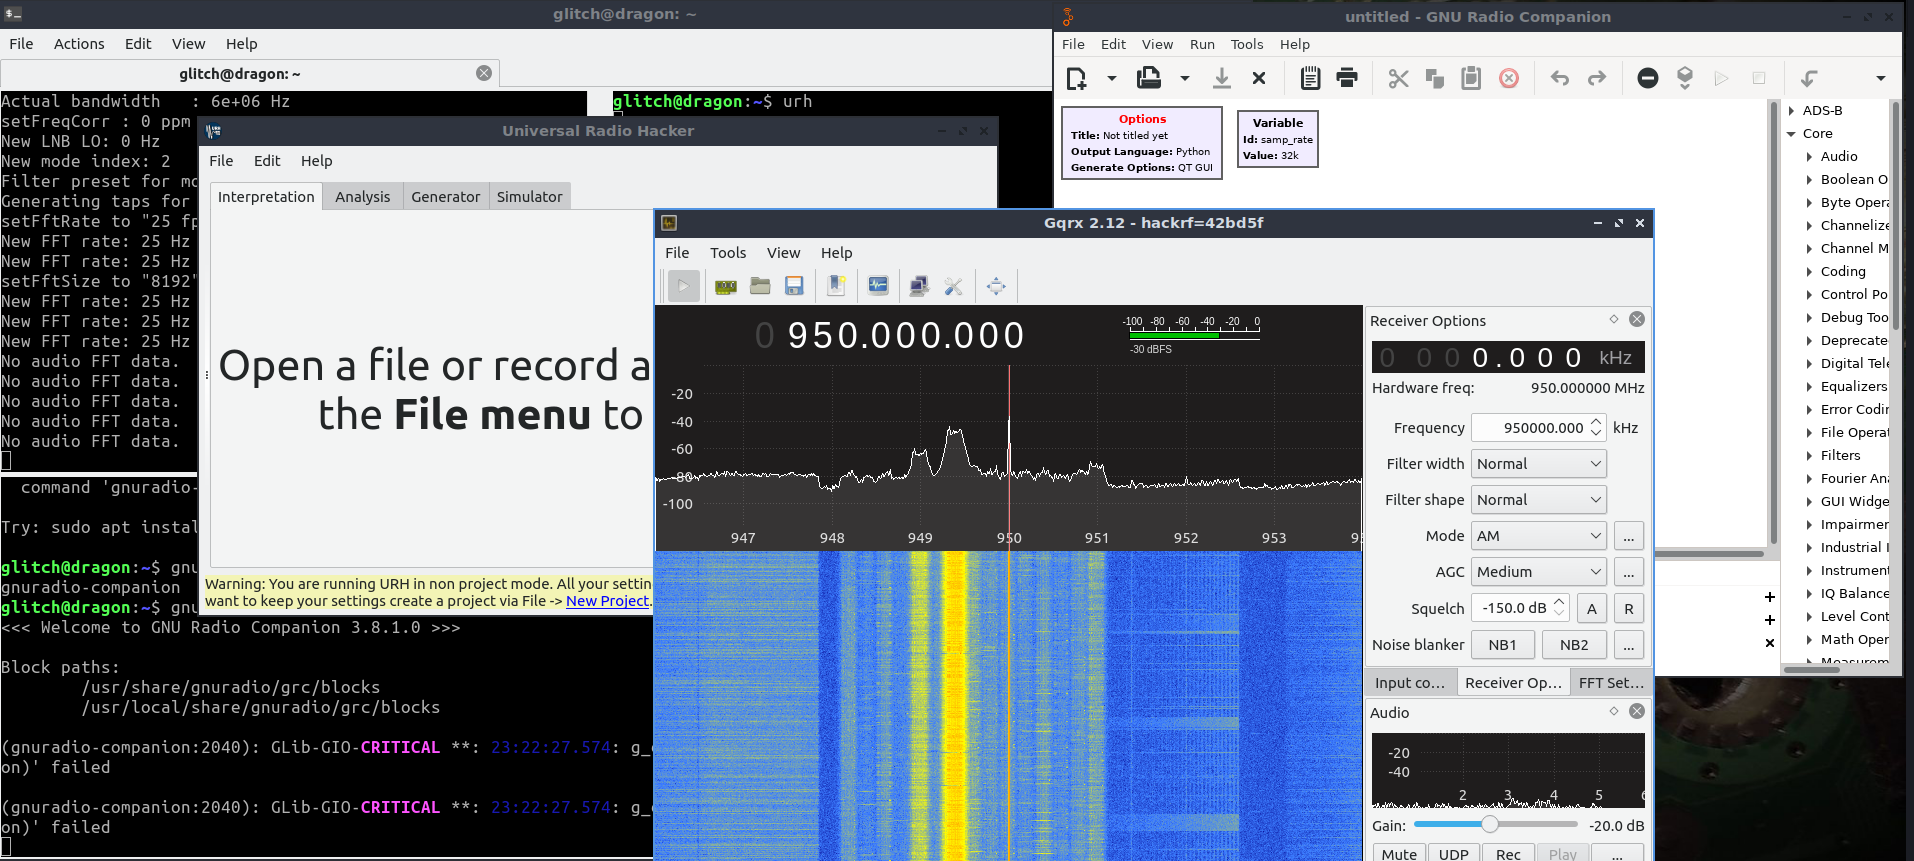 glitch@dragon: ~
File Actions Edit View Help
glitch@dragon: ~
Actual bandwidth   : 6e+06 Hz
setFreqCorr : 0 ppm
New LNB LO: 0 Hz
New mode index: 2
Filter preset for mo
Generating taps for
setFftRate to "25 fp
New FFT rate: 25 Hz
New FFT rate: 25 Hz
setFftSize to "8192"
New FFT rate: 25 Hz
New FFT rate: 25 Hz
New FFT rate: 25 Hz
No audio FFT data.
No audio FFT data.
No audio FFT data.
No audio FFT data.
No audio FFT data.
command 'gnuradio-
Try: sudo apt instal
glitch@dragon:~$ gnu
gnuradio-companion
glitch@dragon:~$ gnu
<<< Welcome to GNU Radio Companion 3.8.1.0 >>>
Block paths:
/usr/share/gnuradio/grc/blocks
/usr/local/share/gnuradio/grc/blocks
(gnuradio-companion:2040): GLib-GIO-CRITICAL **: 23:22:27.574: g_
on)' failed
(gnuradio-companion:2040): GLib-GIO-CRITICAL **: 23:22:27.574: g_
on)' failed
glitch@dragon:~$ urh
Universal Radio Hacker
File Edit Help
Interpretation Analysis Generator Simulator
Open a file or record a
the File menu to
Warning: You are running URH in non project mode. All your settin
want to keep your settings create a project via File -> New Project.
untitled - GNU Radio Companion
File Edit View Run Tools Help
Options
Title: Not titled yet
Output Language: Python
Generate Options: QT GUI
Variable
Id: samp_rate
Value: 32k
ADS-B
Core
Audio
Boolean O
Byte Opera
Channelize
Channel M
Coding
Control Po
Debug Too
Deprecate
Digital Tele
Equalizers
Error Codin
File Operat
Filters
Fourier Ana
GUI Widge
Impairmen
Industrial I
Instrument
IQ Balance
Level Cont
Math Oper
Measurem
Gqrx 2.12 - hackrf=42bd5f
File Tools View Help
0 950.000.000
-100 -80 -60 -40 -20 0
-30 dBFS
-20
-40
-60
-80
-100
947 948 949 950 951 952 953
Receiver Options
0 000.000 kHz
Hardware freq: 950.000000 MHz
Frequency 950000.000 kHz
Filter width Normal
Filter shape Normal
Mode AM ...
AGC Medium ...
Squelch -150.0 dB A R
Noise blanker NB1 NB2 ...
Input co... Receiver Op... FFT Set...
Audio
-20
-40
2 3 4 5 6
Gain: -20.0 dB
Mute UDP Rec Play ...